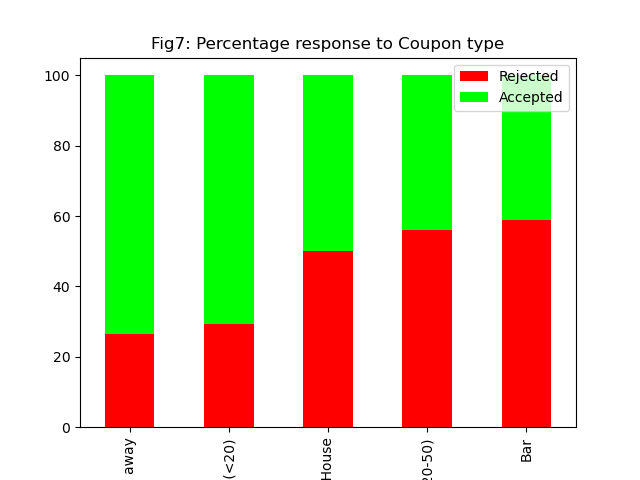 Fig7: Percentage response to Coupon type
Rejected
Accepted
100
80
60
40
20
0
away
(<20)
House
20-50)
Bar